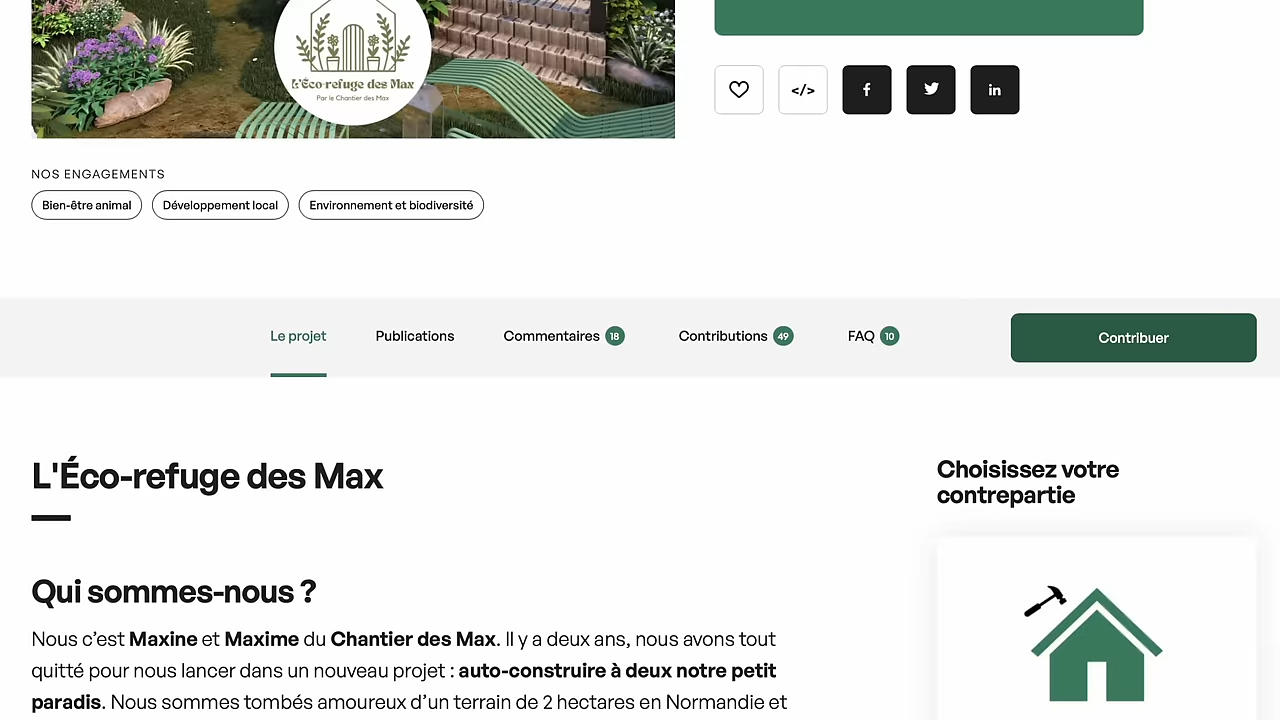 L'Éco-refuge des Max
Par le Chantier des Max
</>
f
in
NOS ENGAGEMENTS
Bien-être animal
Développement local
Environnement et biodiversité
Le projet
Publications
Commentaires 18
Contributions 49
FAQ 10
Contribuer
L'Éco-refuge des Max
Choisissez votre
contrepartie
Qui sommes-nous ?
Nous c’est Maxine et Maxime du Chantier des Max. Il y a deux ans, nous avons tout
quitté pour nous lancer dans un nouveau projet : auto-construire à deux notre petit
paradis. Nous sommes tombés amoureux d’un terrain de 2 hectares en Normandie et